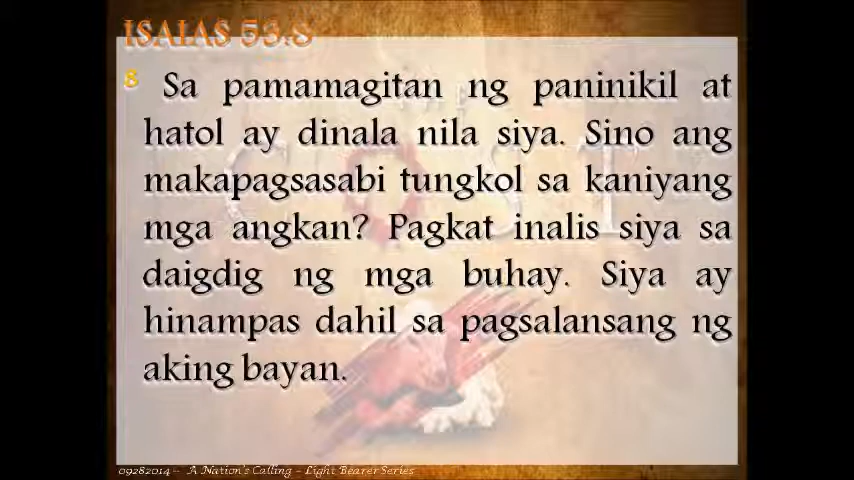 ISAIAS 53:8
8 Sa pamamagitan ng paninikil at
hatol ay dinala nila siya. Sino ang
makapagsasabi tungkol sa kaniyang
mga angkan? Pagkat inalis siya sa
daigdig ng mga buhay. Siya ay
hinampas dahil sa pagsalansang ng
aking bayan.
09282014 – A Nation's Calling – Light Bearer Series